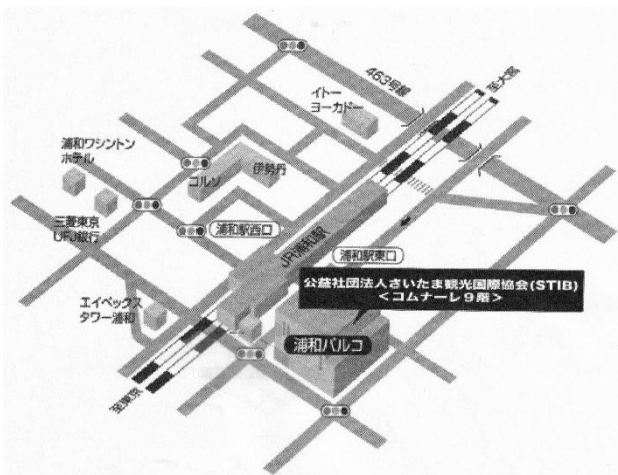 463号線
至大宮
イトー
ヨーカドー
浦和ワシントン
ホテル
伊勢丹
コルソ
三菱東京
UFJ銀行
浦和駅西口
JR浦和駅
浦和駅東口
公益社団法人さいたま観光国際協会(STIB)
<コムナーレ9階>
エイペックス
タワー浦和
浦和パルコ
至東京